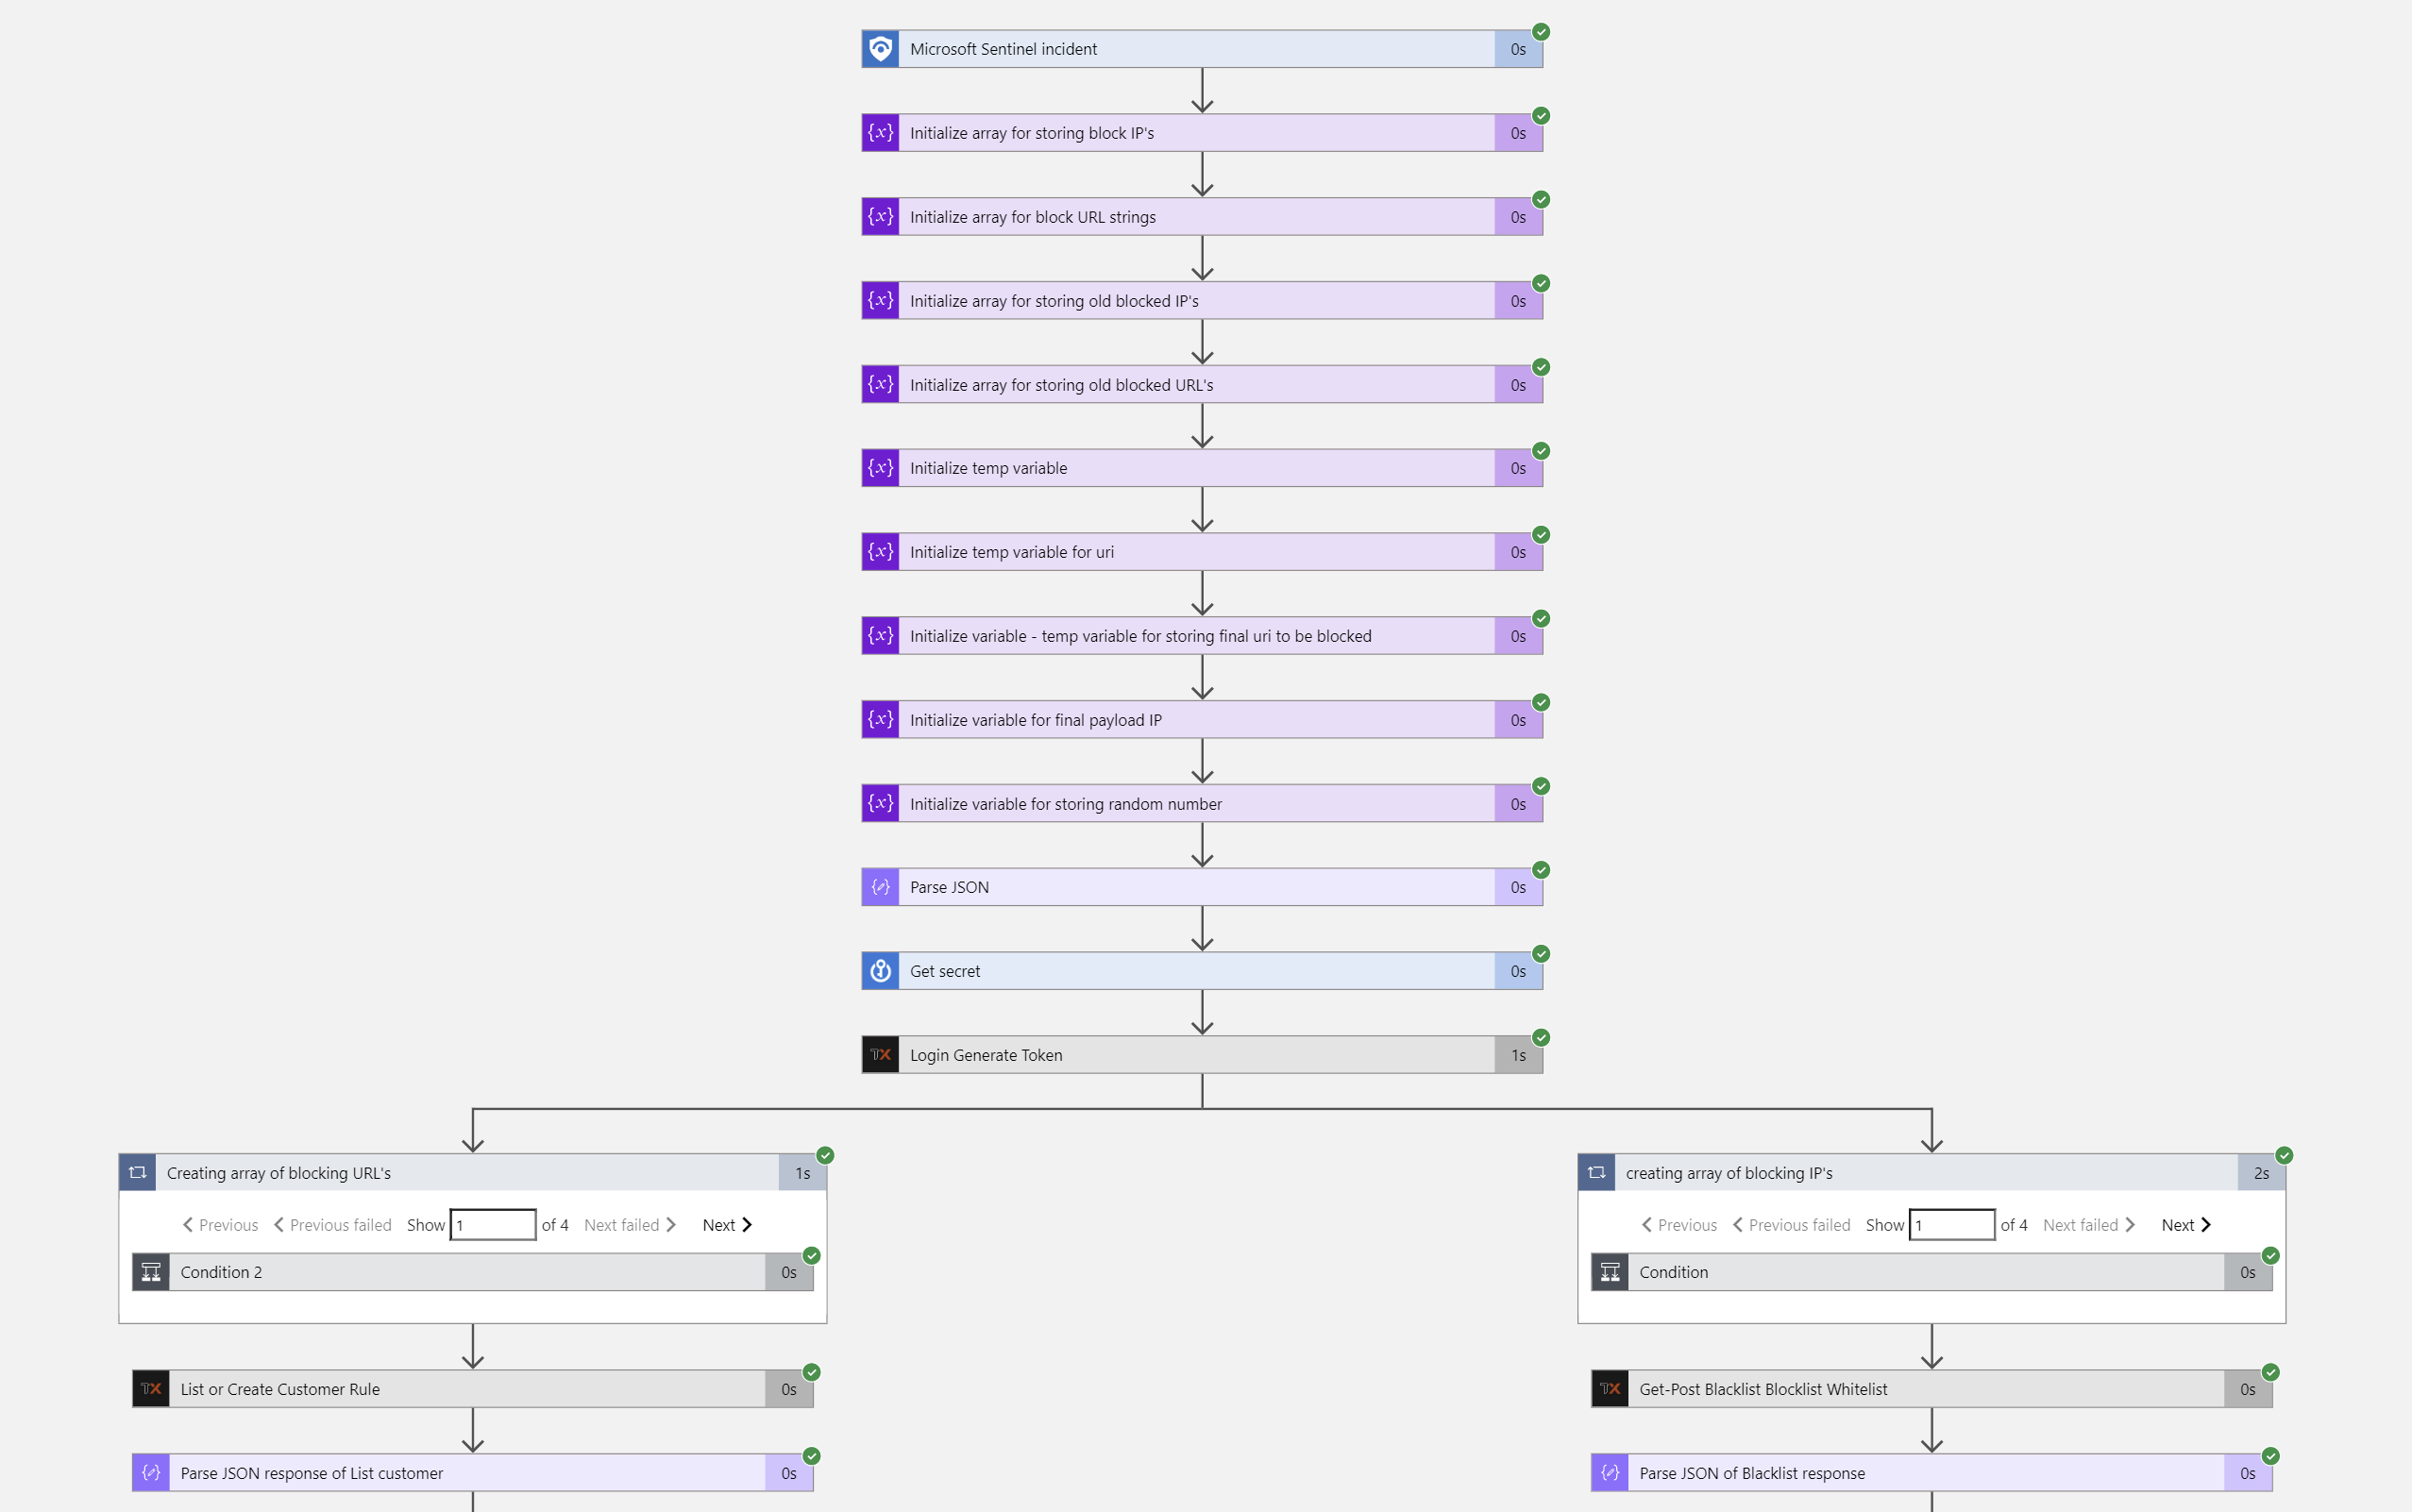 Microsoft Sentinel incident 0s
{x} Initialize array for storing block IP's 0s
{x} Initialize array for block URL strings 0s
{x} Initialize array for storing old blocked IP's 0s
{x} Initialize array for storing old blocked URL's 0s
{x} Initialize temp variable 0s
{x} Initialize temp variable for uri 0s
{x} Initialize variable - temp variable for storing final uri to be blocked 0s
{x} Initialize variable for final payload IP 0s
{x} Initialize variable for storing random number 0s
Parse JSON 0s
Get secret 0s
TX Login Generate Token 1s
Creating array of blocking URL's 1s
Previous Previous failed Show 1 of 4 Next failed Next
Condition 2 0s
TX List or Create Customer Rule 0s
Parse JSON response of List customer 0s
creating array of blocking IP's 2s
Previous Previous failed Show 1 of 4 Next failed Next
Condition 0s
TX Get-Post Blacklist Blocklist Whitelist 0s
Parse JSON of Blacklist response 0s